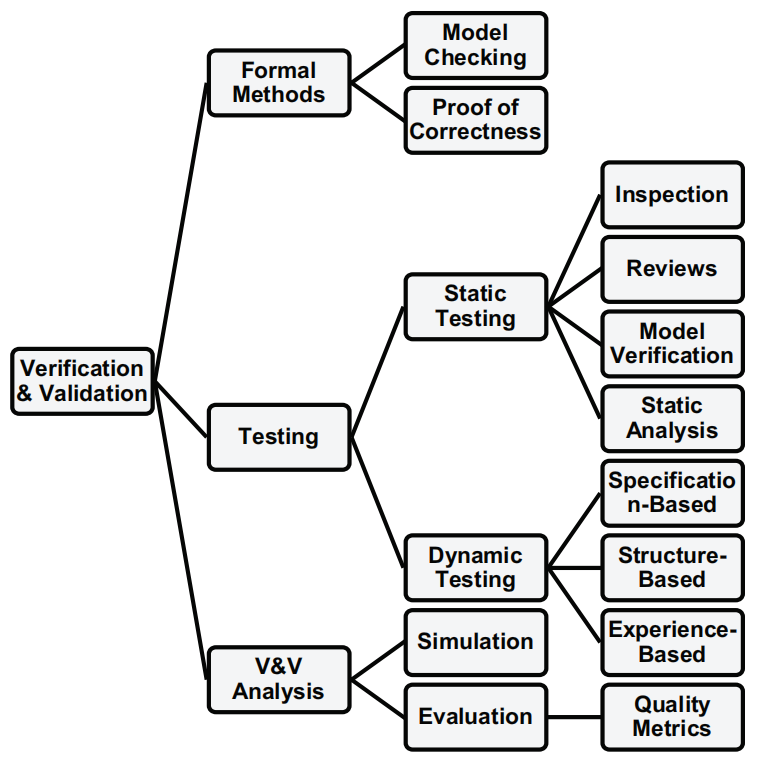 Model
Checking
Formal
Methods
Proof of
Correctness
Inspection
Reviews
Static
Testing
Model
Verification
Static
Analysis
Verification
& Validation
Testing
Specificatio
n-Based
Dynamic
Testing
Structure-
Based
Experience-
Based
V&V
Analysis
Simulation
Evaluation
Quality
Metrics